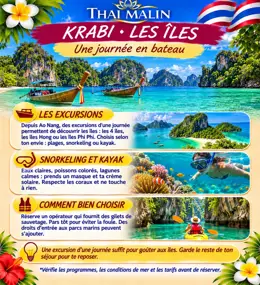 THAI MALIN
KRABI • LES ÎLES
Une journée en bateau
LES EXCURSIONS
Depuis Ao Nang, des excursions d'une journée
permettent de découvrir les îles : les 4 îles,
les îles Hong ou les îles Phi Phi. Choisis selon
ton envie : plages, snorkeling ou kayak.
SNORKELING ET KAYAK
Eaux claires, poissons colorés, lagunes
calmes : prends un masque et ta crème
solaire. Respecte les coraux et ne touche
à rien.
COMMENT BIEN CHOISIR
Réserve un opérateur qui fournit des gilets de
sauvetage. Pars tôt pour éviter la foule. Des
droits d'entrée aux parcs marins peuvent
s'ajouter.
Une excursion d'une journée suffit pour goûter aux îles. Garde le reste de ton
séjour pour te reposer.
*Vérifie les programmes, les conditions de mer et les tarifs avant de réserver.